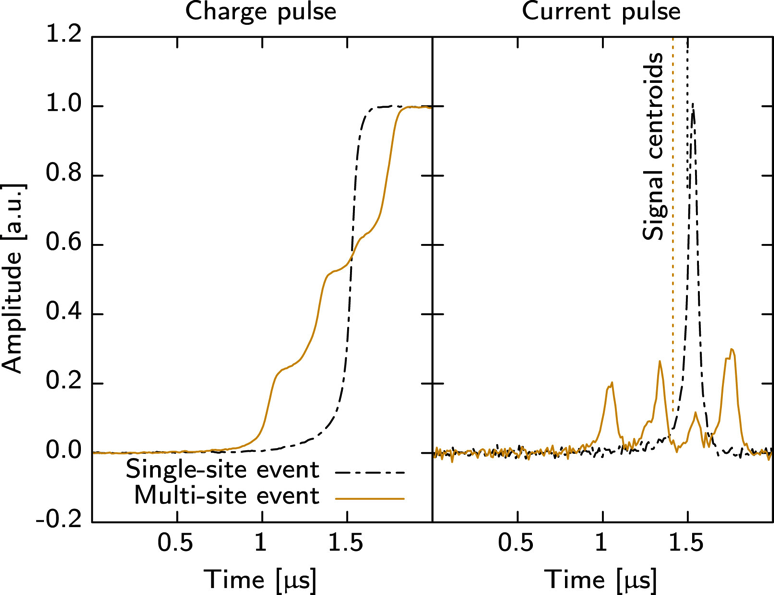 Charge pulse
Current pulse
Amplitude [a.u.]
1.2
1.0
0.8
0.6
0.4
0.2
0.0
-0.2
Single-site event
Multi-site event
Signal centroids
0.5
1
1.5
0.5
1
1.5
Time [μs]
Time [μs]